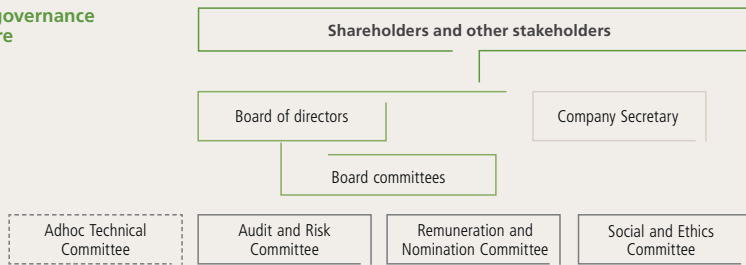 governance
re
Shareholders and other stakeholders
Board of directors
Company Secretary
Board committees
Adhoc Technical
Committee
Audit and Risk
Committee
Remuneration and
Nomination Committee
Social and Ethics
Committee